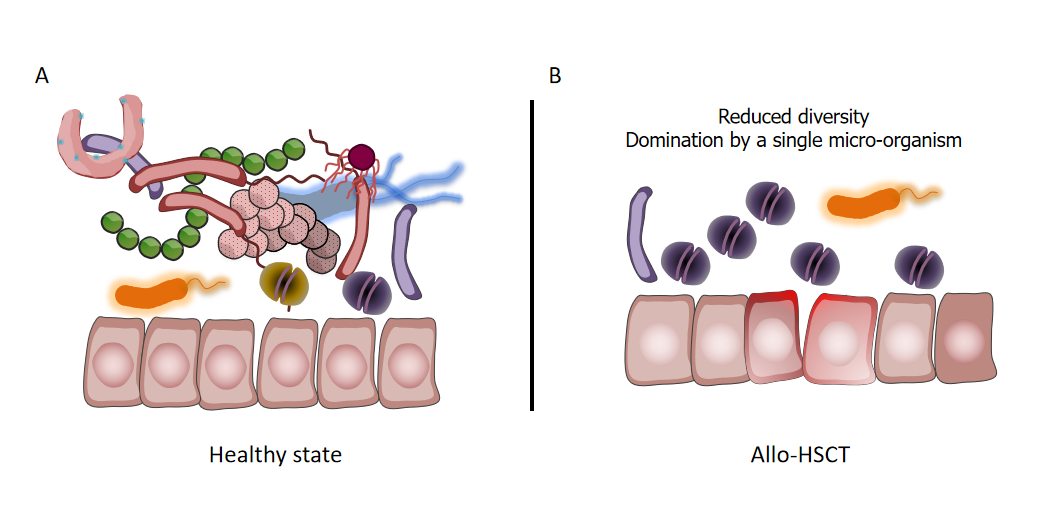 A
B
Reduced diversity
Domination by a single micro-organism
Healthy state
Allo-HSCT